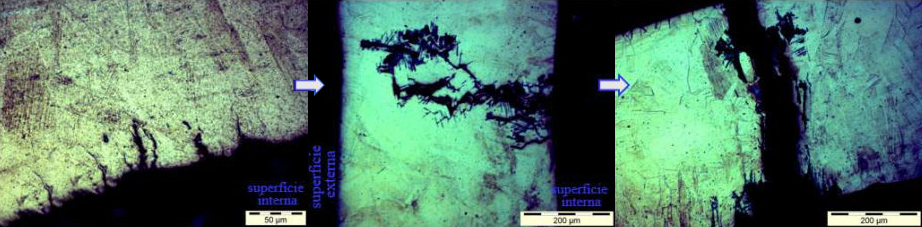 superficie
interna
50 µm
superficie
externa
superficie
interna
200 µm
200 µm